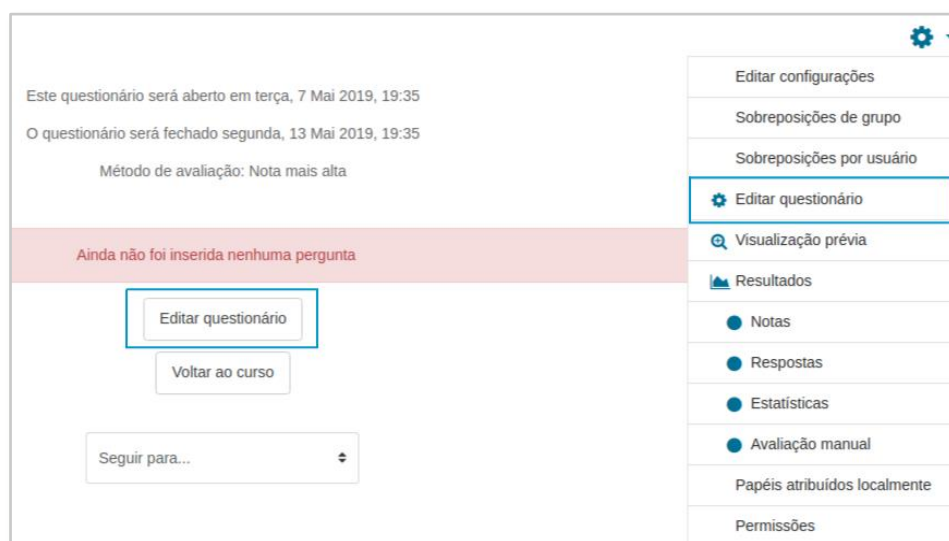 Este questionário será aberto em terça, 7 Mai 2019, 19:35
O questionário será fechado segunda, 13 Mai 2019, 19:35
Método de avaliação: Nota mais alta
Ainda não foi inserida nenhuma pergunta
Editar questionário
Voltar ao curso
Seguir para...
Editar configurações
Sobreposições de grupo
Sobreposições por usuário
Editar questionário
Visualização prévia
Resultados
Notas
Respostas
Estatísticas
Avaliação manual
Papéis atribuídos localmente
Permissões